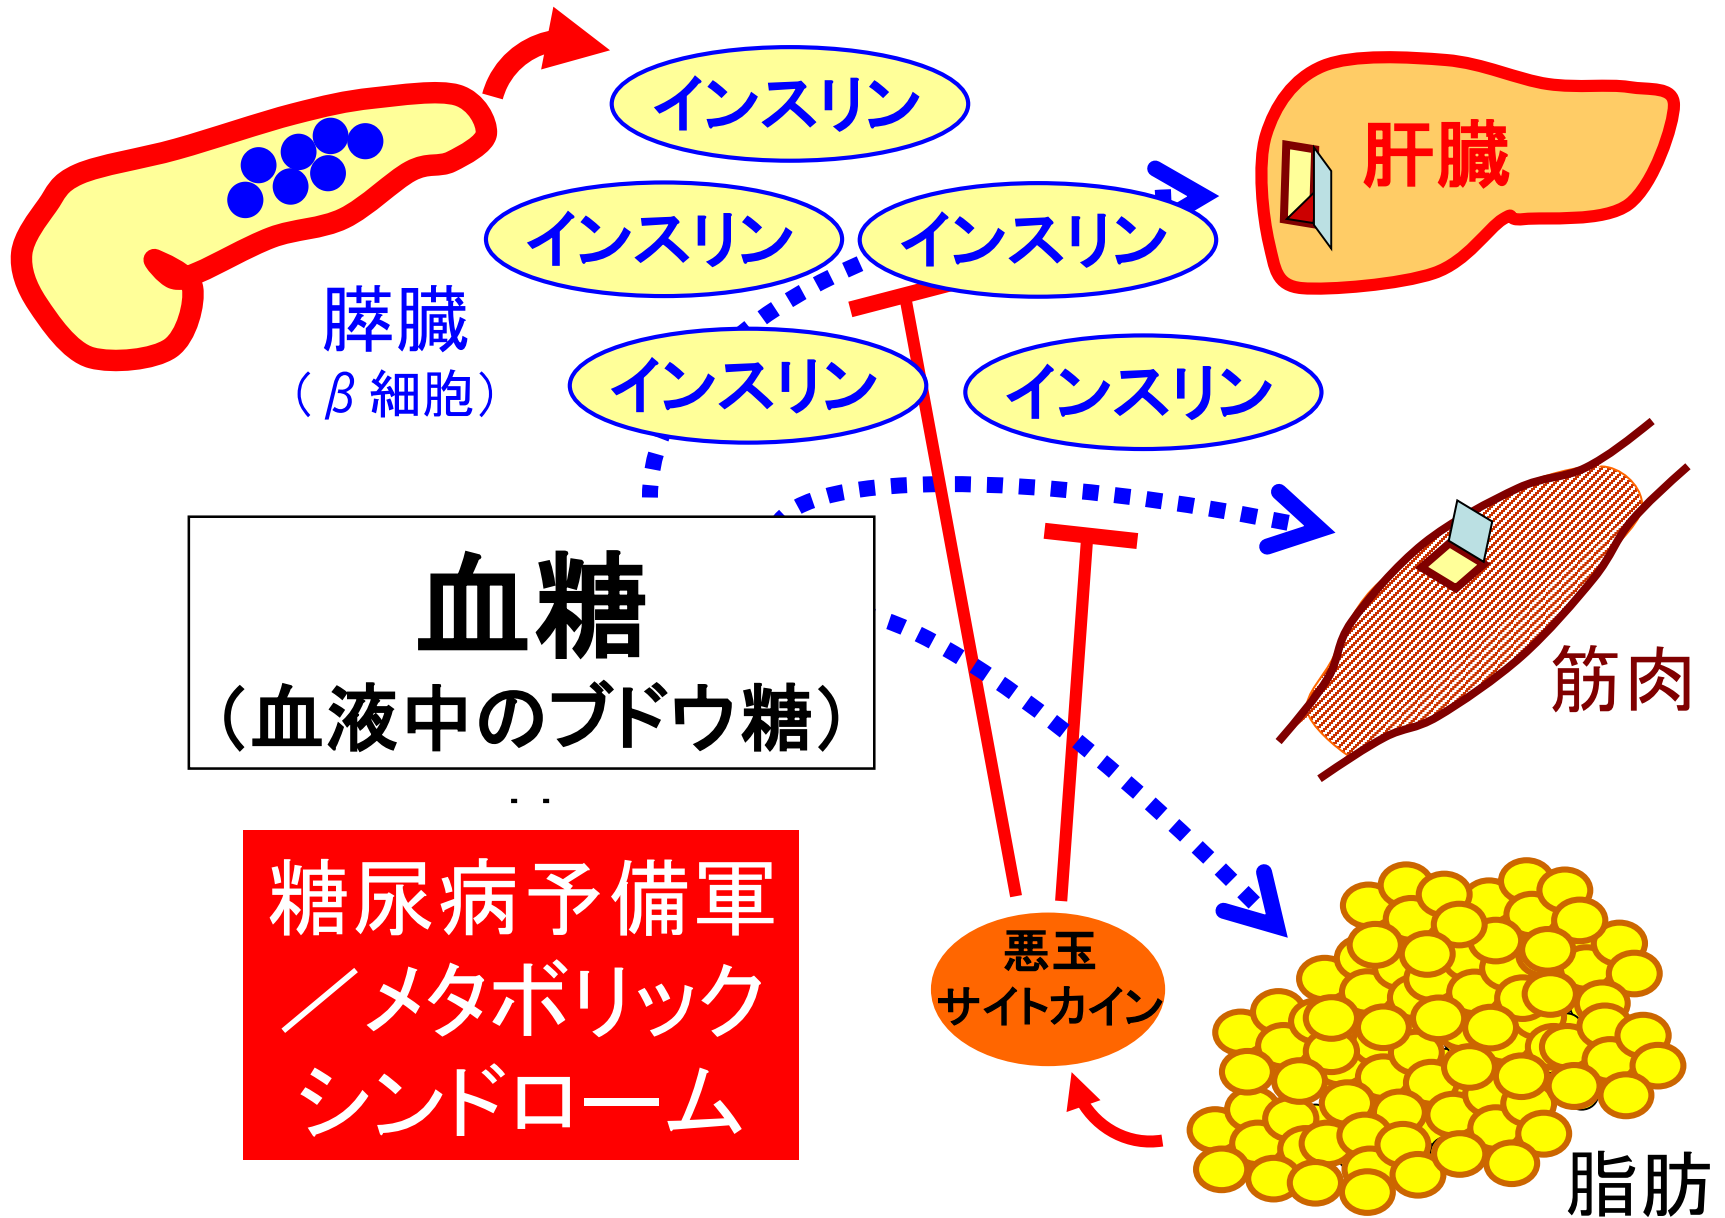 インスリン
肝臓
インスリン
インスリン
膵臓
（β細胞）
インスリン
インスリン
血糖
（血液中のブドウ糖）
筋肉
糖尿病予備軍
／メタボリック
シンドローム
悪玉
サイトカイン
脂肪